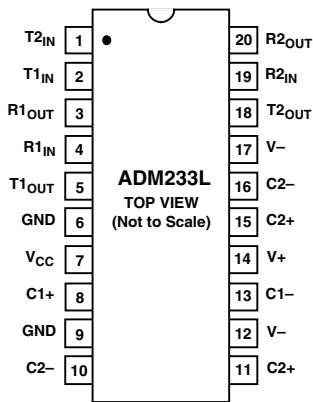 T2IN 1 20 R2OUT
T1IN 2 19 R2IN
R1OUT 3 18 T2OUT
R1IN 4 17 V–
T1OUT 5 ADM233L 16 C2–
TOP VIEW
GND 6 (Not to Scale) 15 C2+
VCC 7 14 V+
C1+ 8 13 C1–
GND 9 12 V–
C2– 10 11 C2+